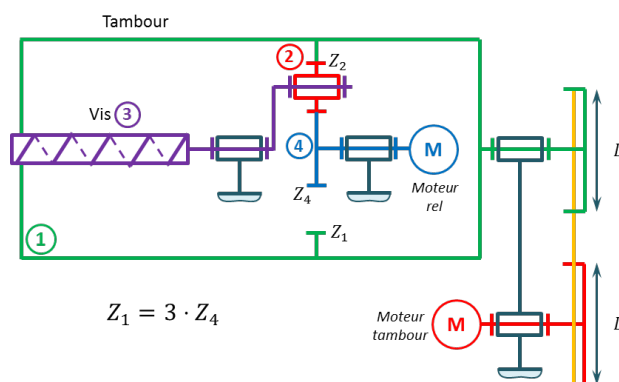 Tambour
2
Z₂
Vis 3
4
M
Moteur
rel
Z₄
Z₁
1
Z₁ = 3 · Z₄
Moteur
tambour
M